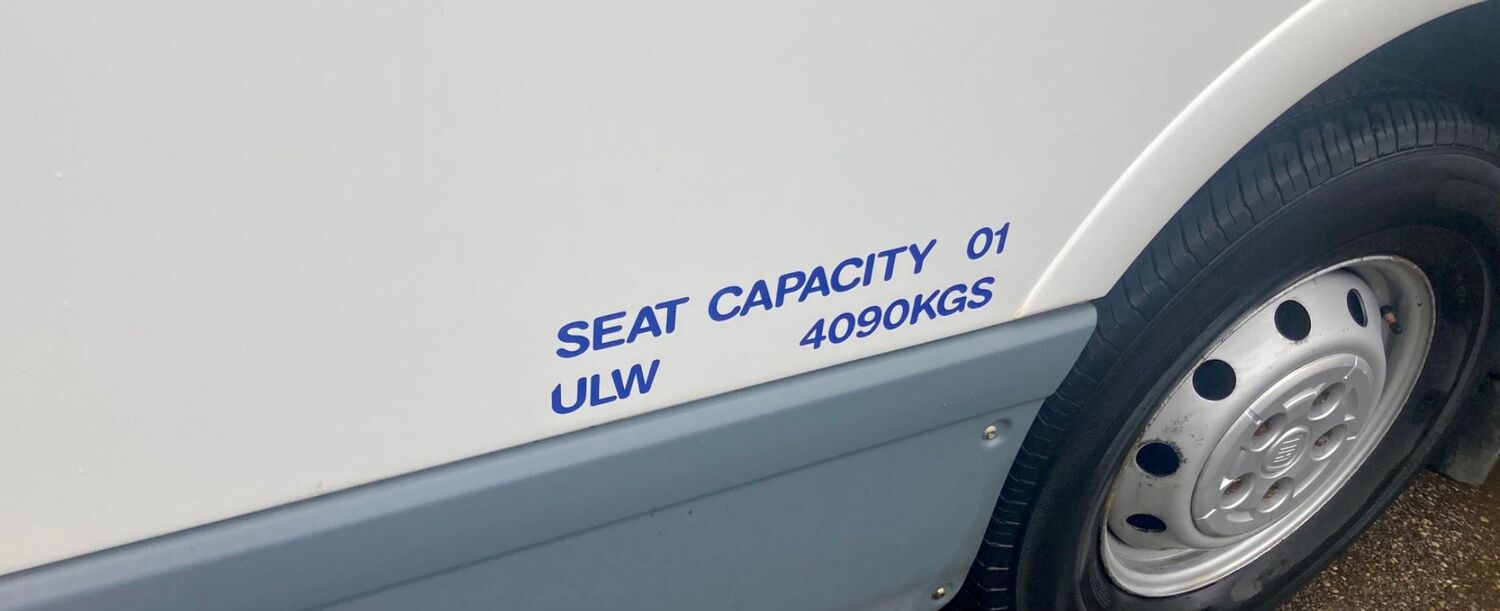 SEAT CAPACITY 01
ULW 4090KGS